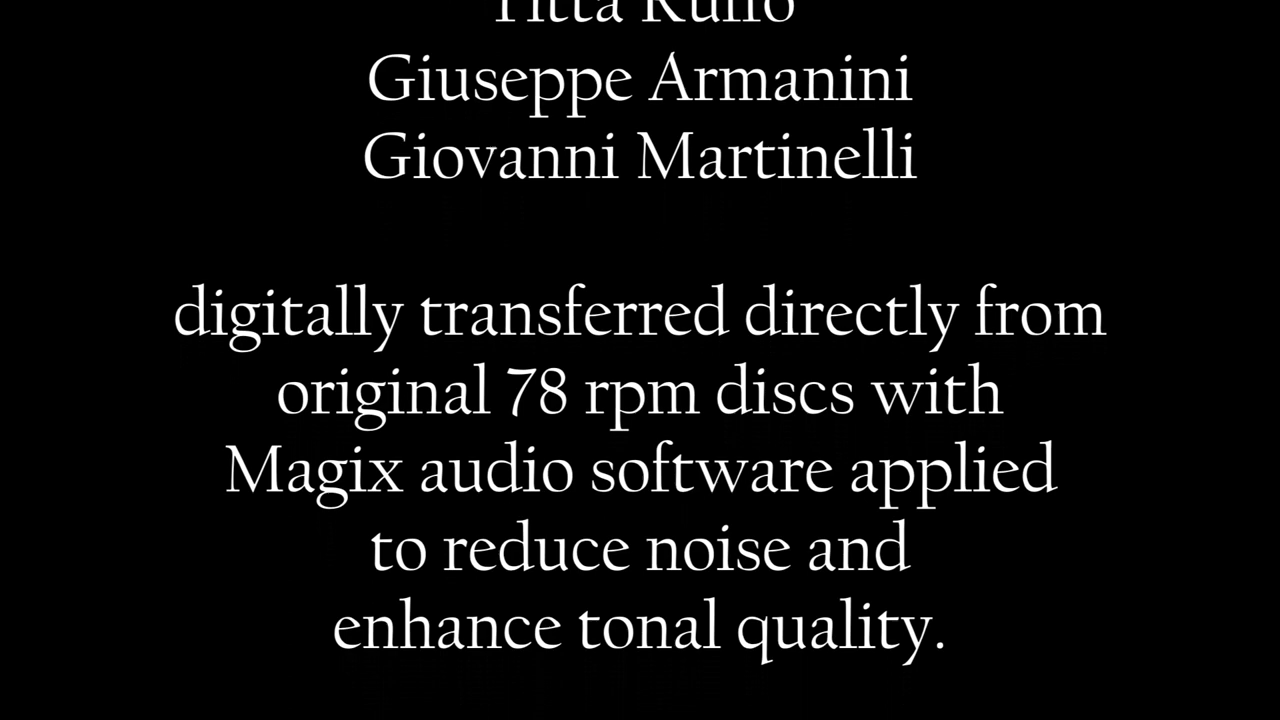 Titta Ruffo
Giuseppe Armanini
Giovanni Martinelli
digitally transferred directly from
original 78 rpm discs with
Magix audio software applied
to reduce noise and
enhance tonal quality.